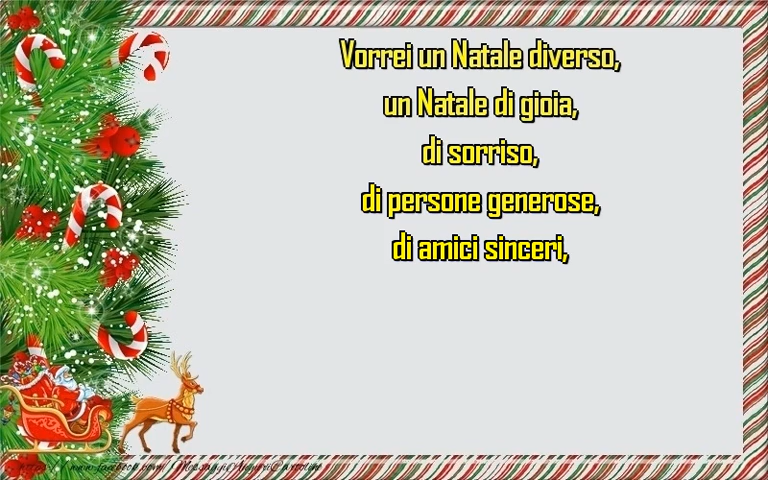 Vorrei un Natale diverso,
un Natale di gioia,
di sorriso,
di persone generose,
di amici sinceri,